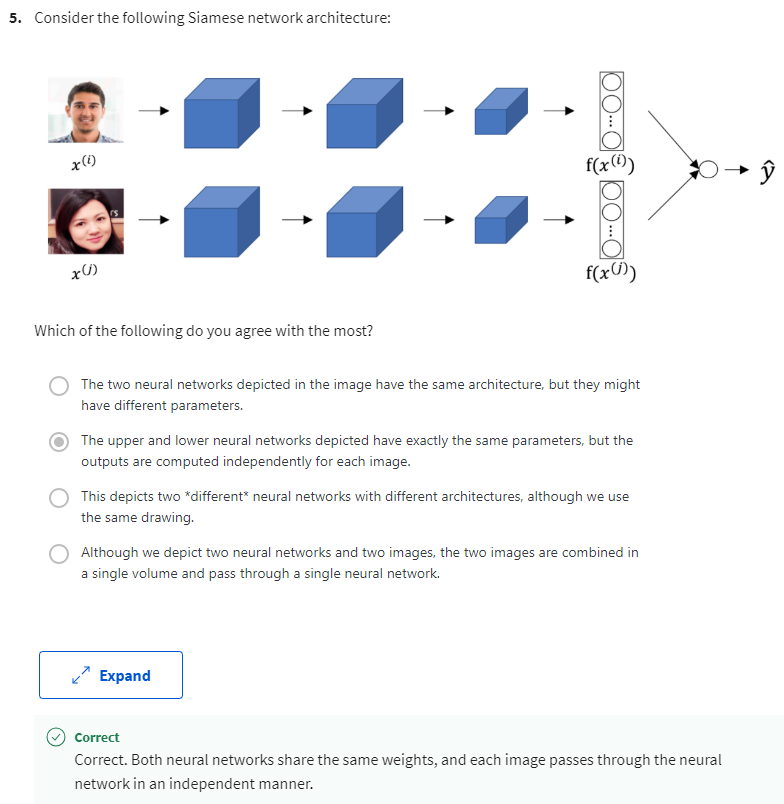 5. Consider the following Siamese network architecture:
x⁽ⁱ⁾
f(x⁽ⁱ⁾)
ŷ
x⁽ʲ⁾
f(x⁽ʲ⁾)
Which of the following do you agree with the most?
The two neural networks depicted in the image have the same architecture, but they might
have different parameters.
The upper and lower neural networks depicted have exactly the same parameters, but the
outputs are computed independently for each image.
This depicts two *different* neural networks with different architectures, although we use
the same drawing.
Although we depict two neural networks and two images, the two images are combined in
a single volume and pass through a single neural network.
Expand
Correct
Correct. Both neural networks share the same weights, and each image passes through the neural
network in an independent manner.